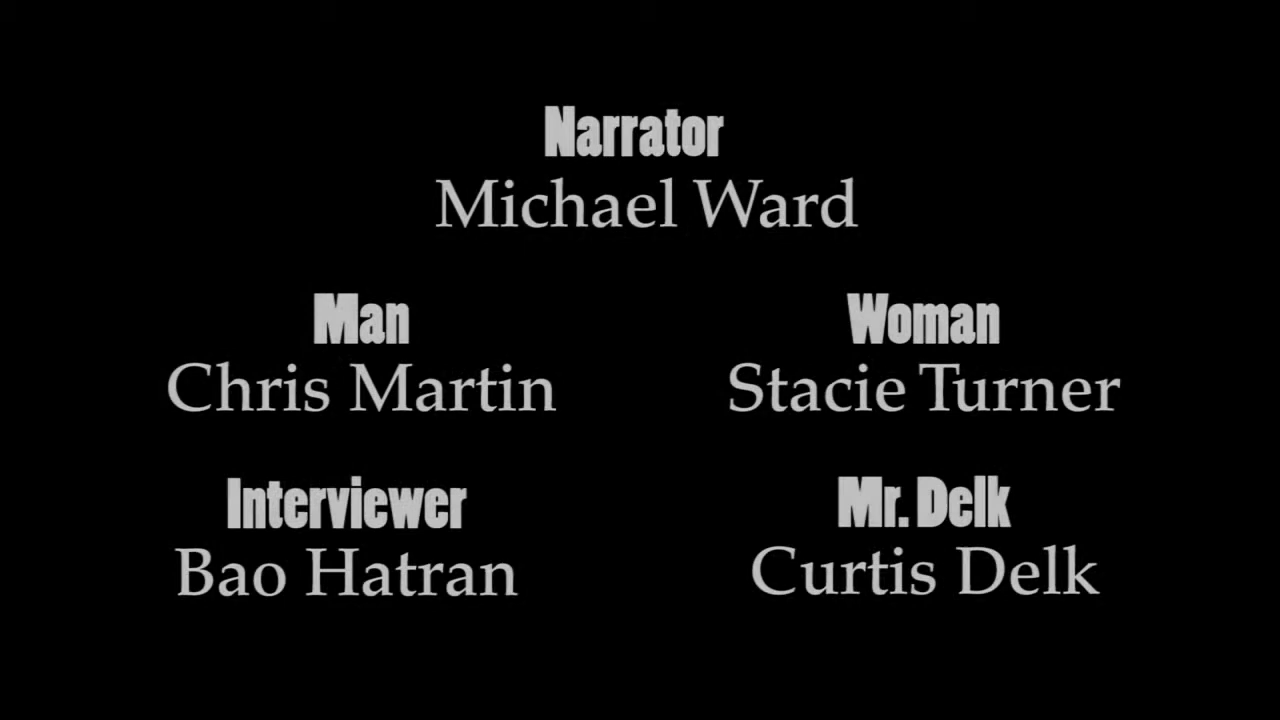 Narrator
Michael Ward
Man
Chris Martin
Woman
Stacie Turner
Interviewer
Bao Hatran
Mr. Delk
Curtis Delk